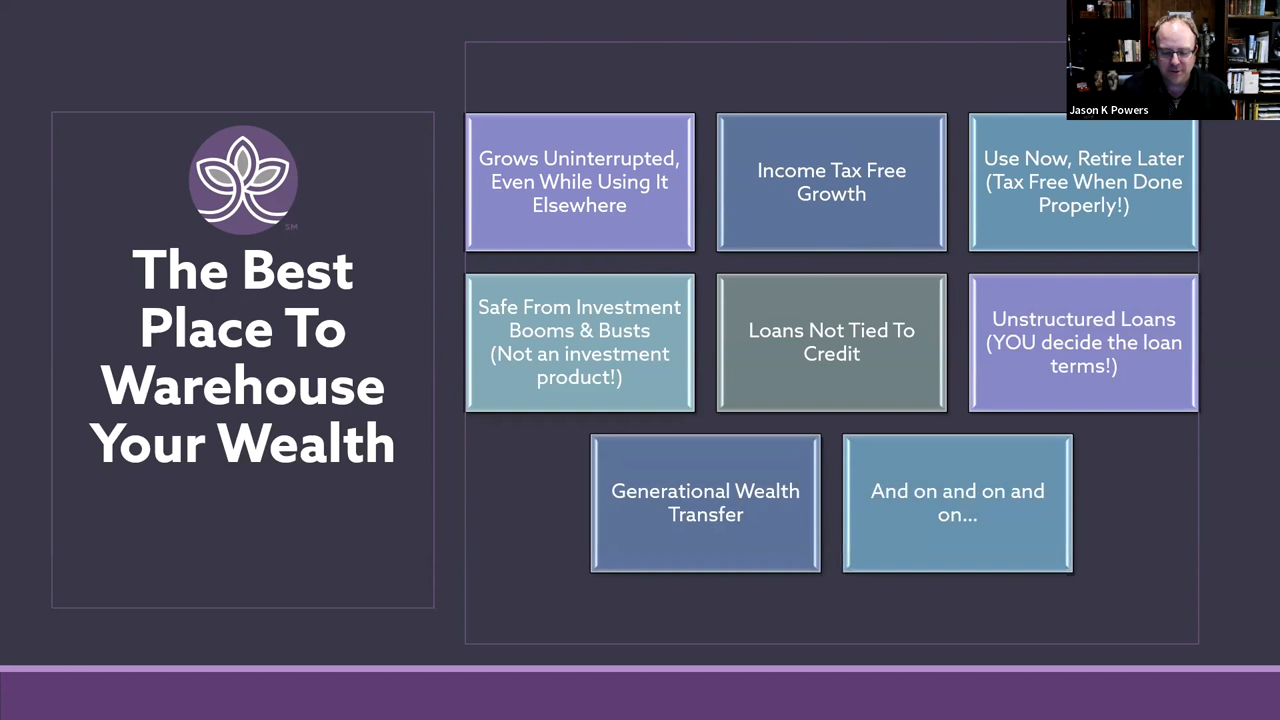 Jason K Powers
SM
The Best
Place To
Warehouse
Your Wealth
Grows Uninterrupted,
Even While Using It
Elsewhere
Income Tax Free
Growth
Use Now, Retire Later
(Tax Free When Done
Properly!)
Safe From Investment
Booms & Busts
(Not an investment
product!)
Loans Not Tied To
Credit
Unstructured Loans
(YOU decide the loan
terms!)
Generational Wealth
Transfer
And on and on and
on...